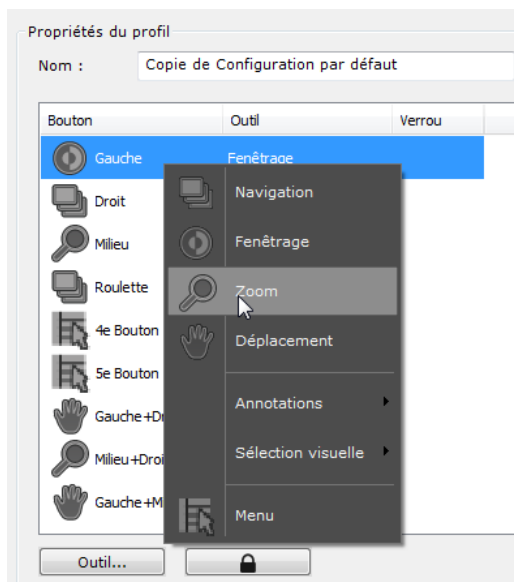 Propriétés du profil
Nom :
Copie de Configuration par défaut
Bouton
Outil
Verrou
Gauche
Fenêtrage
Droit
Milieu
Roulette
4e Bouton
5e Bouton
Gauche+Dr
Milieu+Droi
Gauche+M
Navigation
Fenêtrage
Zoom
Déplacement
Annotations
Sélection visuelle
Menu
Outil...